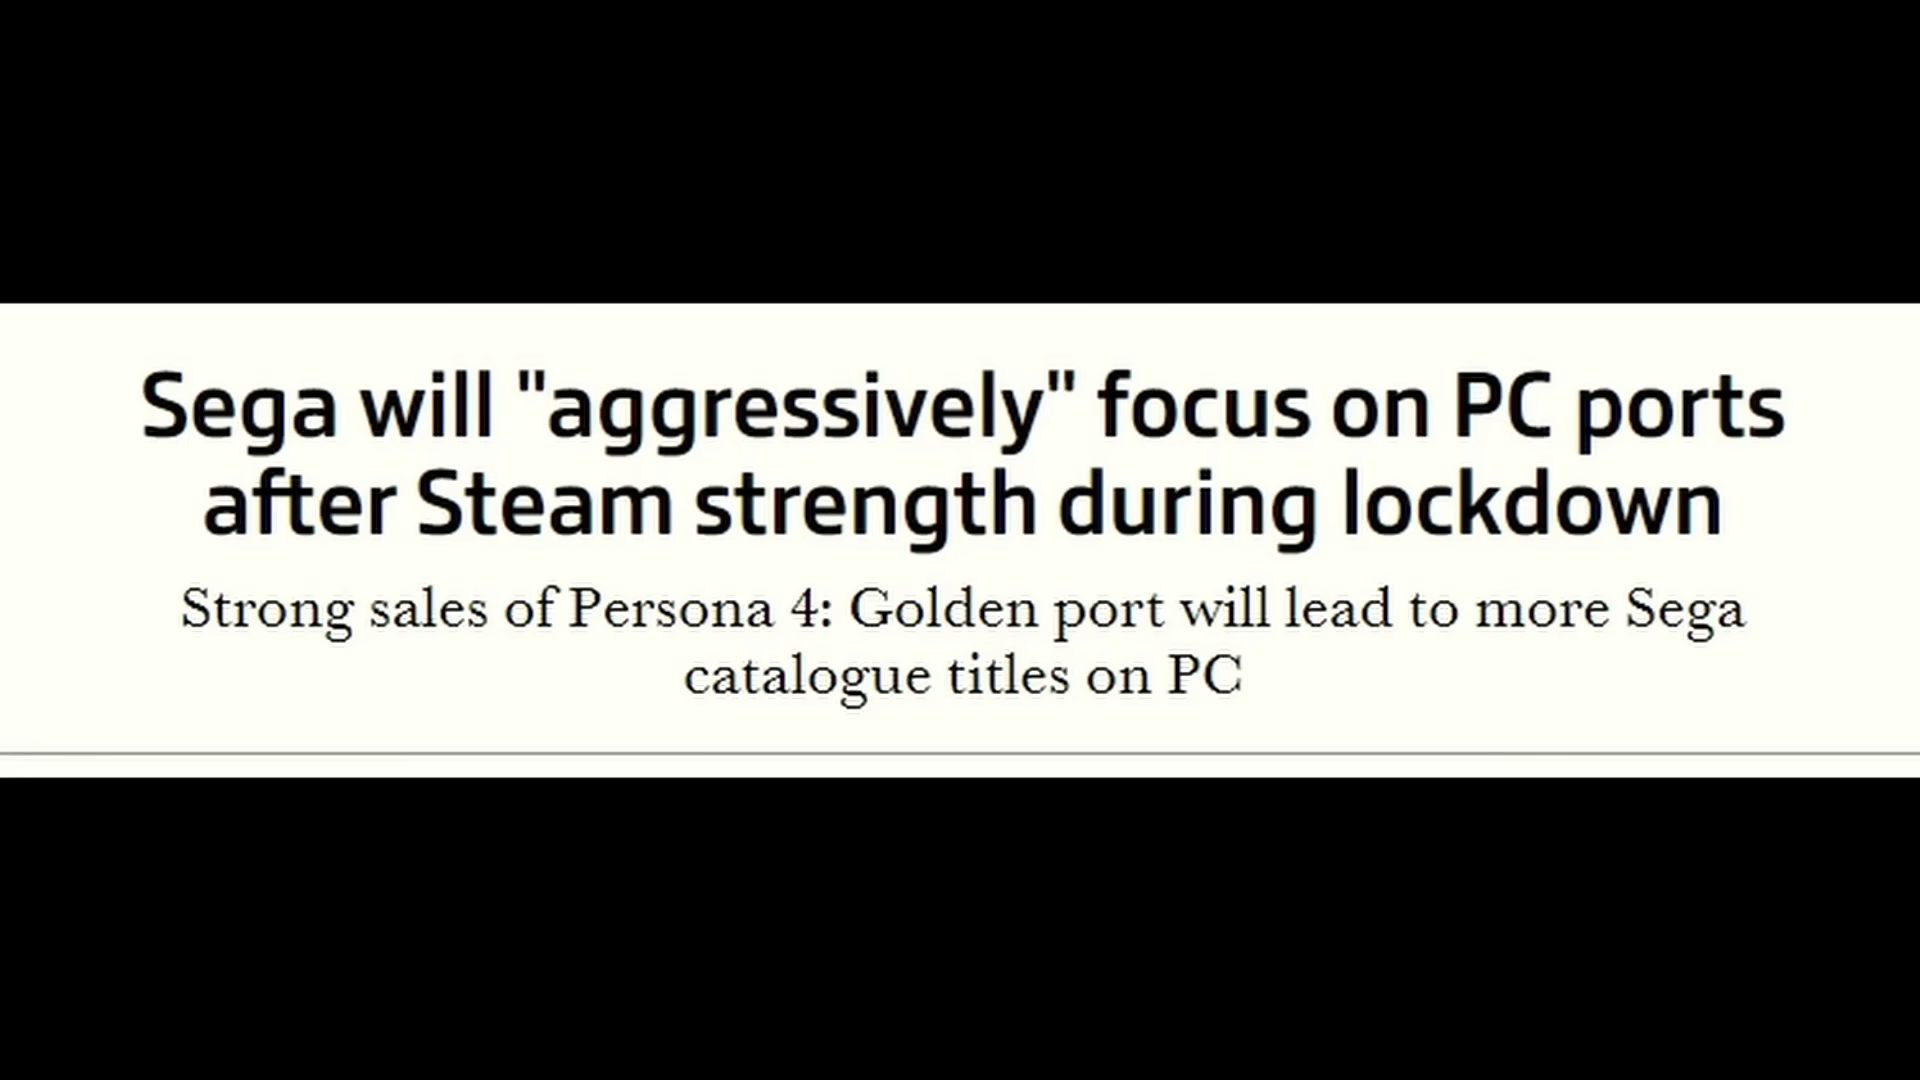 Sega will "aggressively" focus on PC ports
after Steam strength during lockdown
Strong sales of Persona 4: Golden port will lead to more Sega
catalogue titles on PC